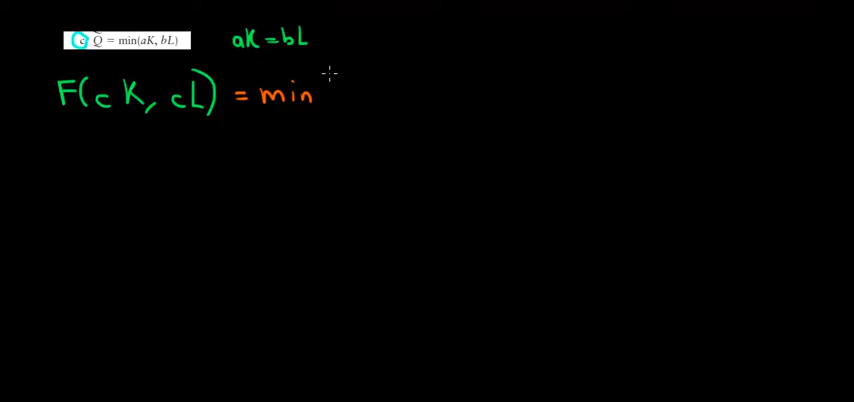 c. Q = min(aK, bL) aK = bL
F(cK, cL) = min